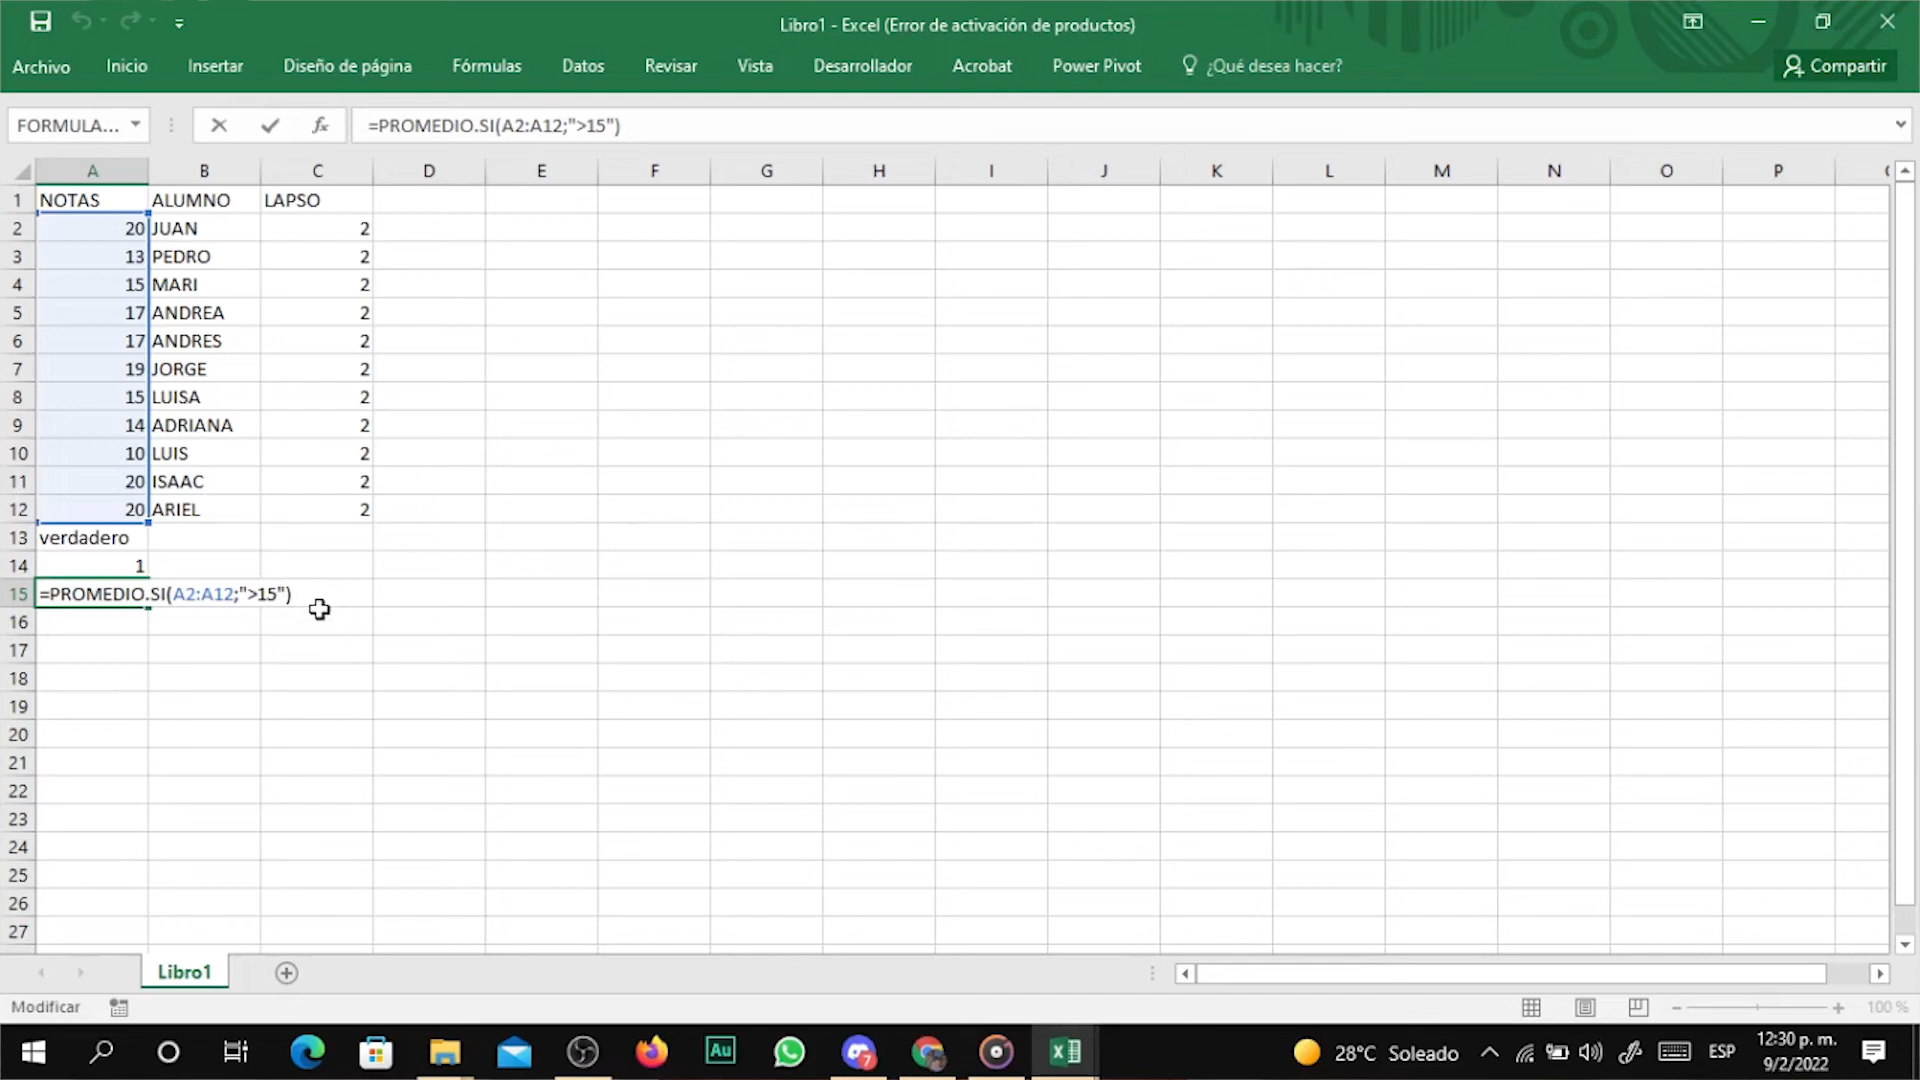 Libro1 - Excel (Error de activación de productos)
Archivo Inicio Insertar Diseño de página Fórmulas Datos Revisar Vista Desarrollador Acrobat Power Pivot ¿Qué desea hacer? Compartir
FORMULA... fx =PROMEDIO.SI(A2:A12;">15")
A B C D E F G H I J K L M N O P
1 NOTAS ALUMNO LAPSO
2 20 JUAN 2
3 13 PEDRO 2
4 15 MARI 2
5 17 ANDREA 2
6 17 ANDRES 2
7 19 JORGE 2
8 15 LUISA 2
9 14 ADRIANA 2
10 10 LUIS 2
11 20 ISAAC 2
12 20 ARIEL 2
13 verdadero
14 1
15 =PROMEDIO.SI(A2:A12;">15")
16
17
18
19
20
21
22
23
24
25
26
27
Libro1
Modificar 100 %
Au 7 28°C Soleado ESP 12:30 p. m.
9/2/2022